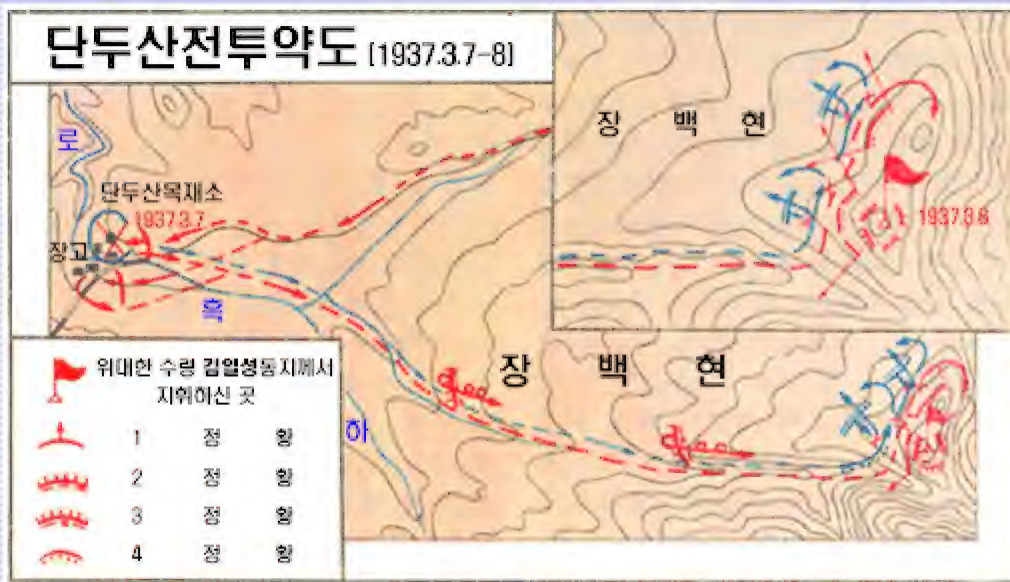 단두산전투약도 [1937.3.7-8]
로
단두산목재소
1937.3.7
장교
흑
하
장 백 현
장 백 현
1937.3.8
위대한 수령 김일성동지께서
지휘하신 곳
1 정 황
2 정 황
3 정 황
4 정 황